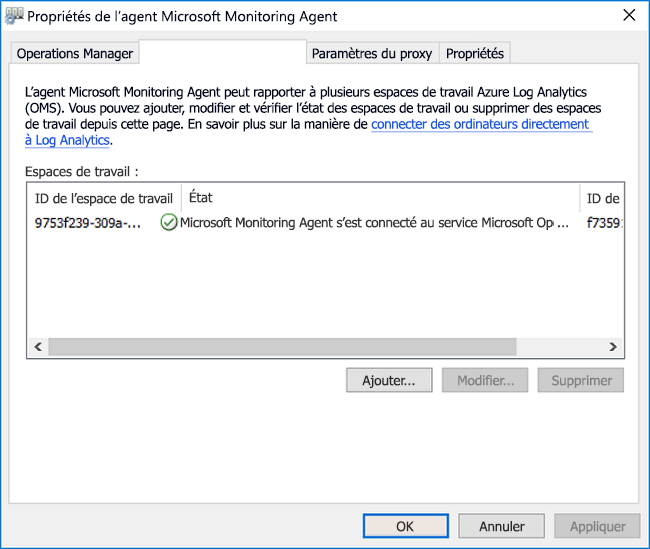 Propriétés de l’agent Microsoft Monitoring Agent
Operations Manager
Paramètres du proxy
Propriétés
L’agent Microsoft Monitoring Agent peut rapporter à plusieurs espaces de travail Azure Log Analytics
(OMS). Vous pouvez ajouter, modifier et vérifier l’état des espaces de travail ou supprimer des espaces
de travail depuis cette page. En savoir plus sur la manière de connecter des ordinateurs directement
à Log Analytics.
Espaces de travail :
ID de l’espace de travail État ID de
9753f239-309a-... Microsoft Monitoring Agent s’est connecté au service Microsoft Op ... f7359
Ajouter... Modifier... Supprimer
OK Annuler Appliquer